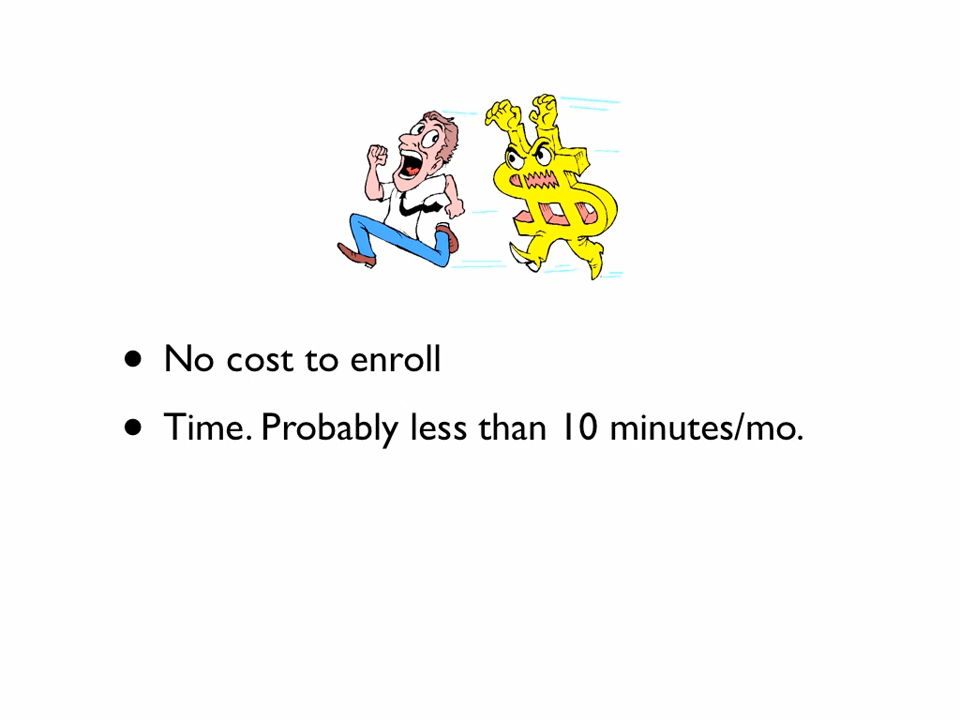 • No cost to enroll
• Time. Probably less than 10 minutes/mo.